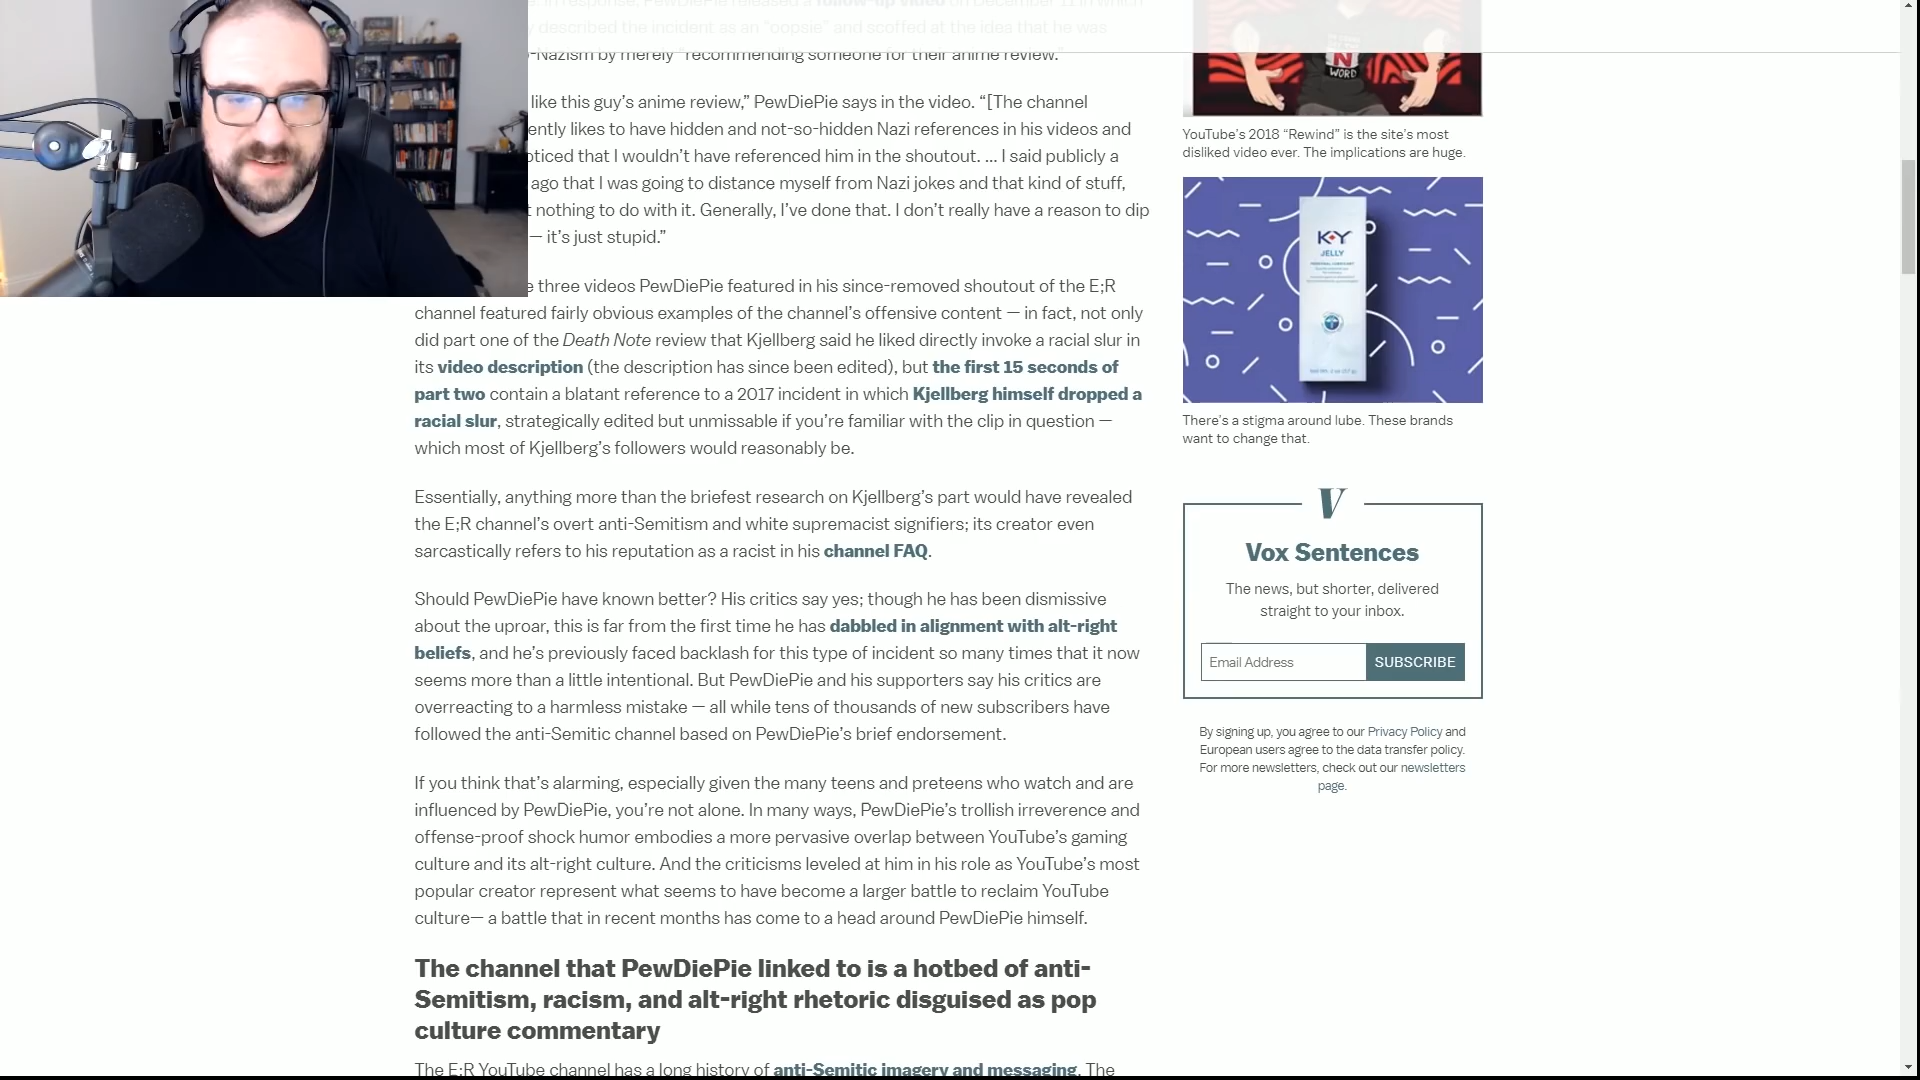 . In response, PewDiePie released a follow-up video on December 11 in which
y described the incident as an “oopsie” and scoffed at the idea that he was
-Nazism by merely “recommending someone for their anime review.”
like this guy’s anime review,” PewDiePie says in the video. “[The channel
ently likes to have hidden and not-so-hidden Nazi references in his videos and
oticed that I wouldn’t have referenced him in the shoutout. ... I said publicly a
ago that I was going to distance myself from Nazi jokes and that kind of stuff,
t nothing to do with it. Generally, I’ve done that. I don’t really have a reason to dip
— it’s just stupid.”
e three videos PewDiePie featured in his since-removed shoutout of the E;R
channel featured fairly obvious examples of the channel’s offensive content — in fact, not only
did part one of the Death Note review that Kjellberg said he liked directly invoke a racial slur in
its video description (the description has since been edited), but the first 15 seconds of
part two contain a blatant reference to a 2017 incident in which Kjellberg himself dropped a
racial slur, strategically edited but unmissable if you’re familiar with the clip in question —
which most of Kjellberg’s followers would reasonably be.
Essentially, anything more than the briefest research on Kjellberg’s part would have revealed
the E;R channel’s overt anti-Semitism and white supremacist signifiers; its creator even
sarcastically refers to his reputation as a racist in his channel FAQ.
Should PewDiePie have known better? His critics say yes; though he has been dismissive
about the uproar, this is far from the first time he has dabbled in alignment with alt-right
beliefs, and he’s previously faced backlash for this type of incident so many times that it now
seems more than a little intentional. But PewDiePie and his supporters say his critics are
overreacting to a harmless mistake — all while tens of thousands of new subscribers have
followed the anti-Semitic channel based on PewDiePie’s brief endorsement.
If you think that’s alarming, especially given the many teens and preteens who watch and are
influenced by PewDiePie, you’re not alone. In many ways, PewDiePie’s trollish irreverence and
offense-proof shock humor embodies a more pervasive overlap between YouTube’s gaming
culture and its alt-right culture. And the criticisms leveled at him in his role as YouTube’s most
popular creator represent what seems to have become a larger battle to reclaim YouTube
culture— a battle that in recent months has come to a head around PewDiePie himself.
The channel that PewDiePie linked to is a hotbed of anti-
Semitism, racism, and alt-right rhetoric disguised as pop
culture commentary
The E;R YouTube channel has a long history of anti-Semitic imagery and messaging. The
N
WORD
YouTube’s 2018 “Rewind” is the site’s most
disliked video ever. The implications are huge.
K-Y
JELLY
There’s a stigma around lube. These brands
want to change that.
V
Vox Sentences
The news, but shorter, delivered
straight to your inbox.
Email Address
SUBSCRIBE
By signing up, you agree to our Privacy Policy and
European users agree to the data transfer policy.
For more newsletters, check out our newsletters
page.